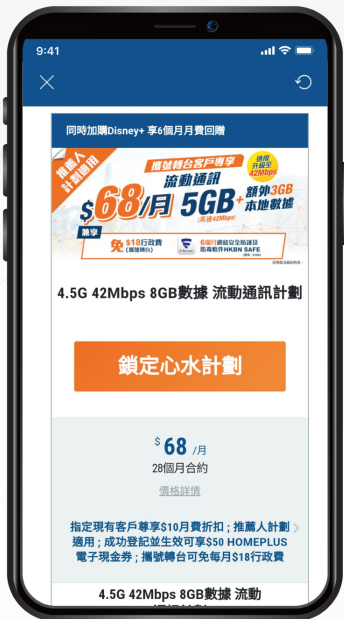 9:41
同時加購Disney+ 享6個月月費回贈
推薦人
計劃適用
攜號轉台客戶專享
速度
升級至
42Mbps
流動通訊
$68/月 5GB + 額外3GB
本地數據
(高達42Mbps)
兼享
免 $18行政費
(攜號轉台)
6個月網絡安全防護及
防毒軟件HKBN SAFE
4.5G 42Mbps 8GB數據 流動通訊計劃
鎖定心水計劃
$68 /月
28個月合約
價格詳情
指定現有客戶尊享$10月費折扣 ; 推薦人計劃
適用 ; 成功登記並生效可享$50 HOMEPLUS
電子現金券 ; 攜號轉台可免每月$18行政費
4.5G 42Mbps 8GB數據 流動